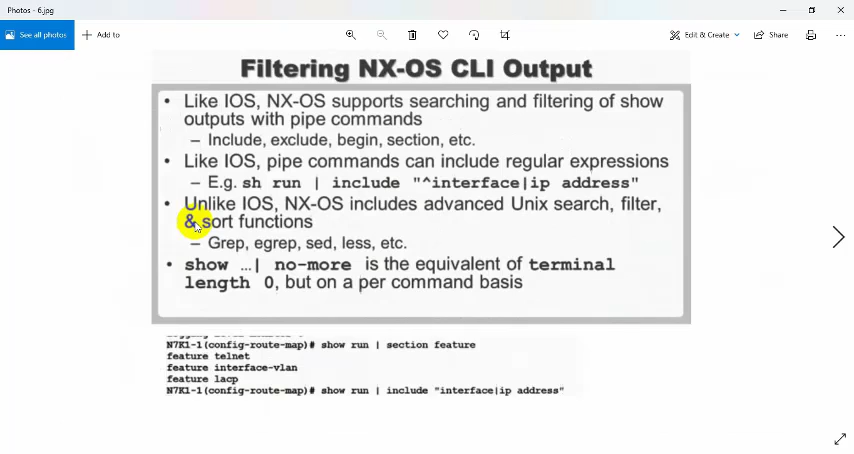 Photos - 6.jpg
See all photos
Add to
Edit & Create
Share
Filtering NX-OS CLI Output
• Like IOS, NX-OS supports searching and filtering of show
outputs with pipe commands
– Include, exclude, begin, section, etc.
• Like IOS, pipe commands can include regular expressions
– E.g. sh run | include "^interface|ip address"
• Unlike IOS, NX-OS includes advanced Unix search, filter,
& sort functions
– Grep, egrep, sed, less, etc.
• show …| no-more is the equivalent of terminal
length 0, but on a per command basis
N7K1-1(config-route-map)# show run | section feature
feature telnet
feature interface-vlan
feature lacp
N7K1-1(config-route-map)# show run | include "interface|ip address"